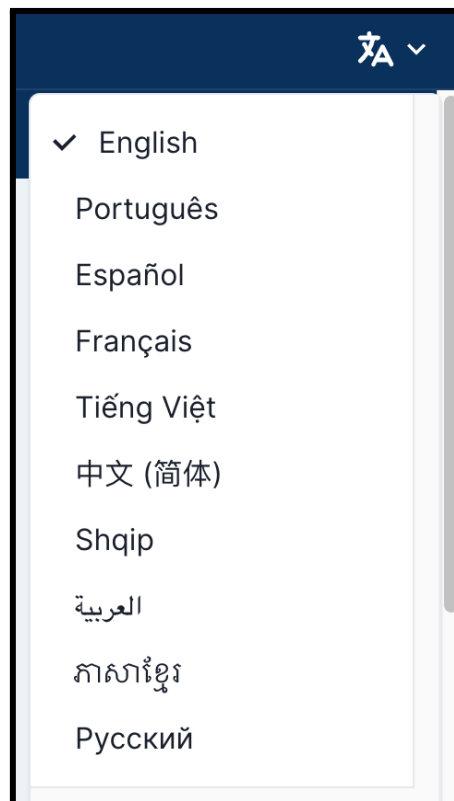 English
Português
Español
Français
Tiếng Việt
中文 (简体)
Shqip
العربية
ភាសាខ្មែរ
Русский